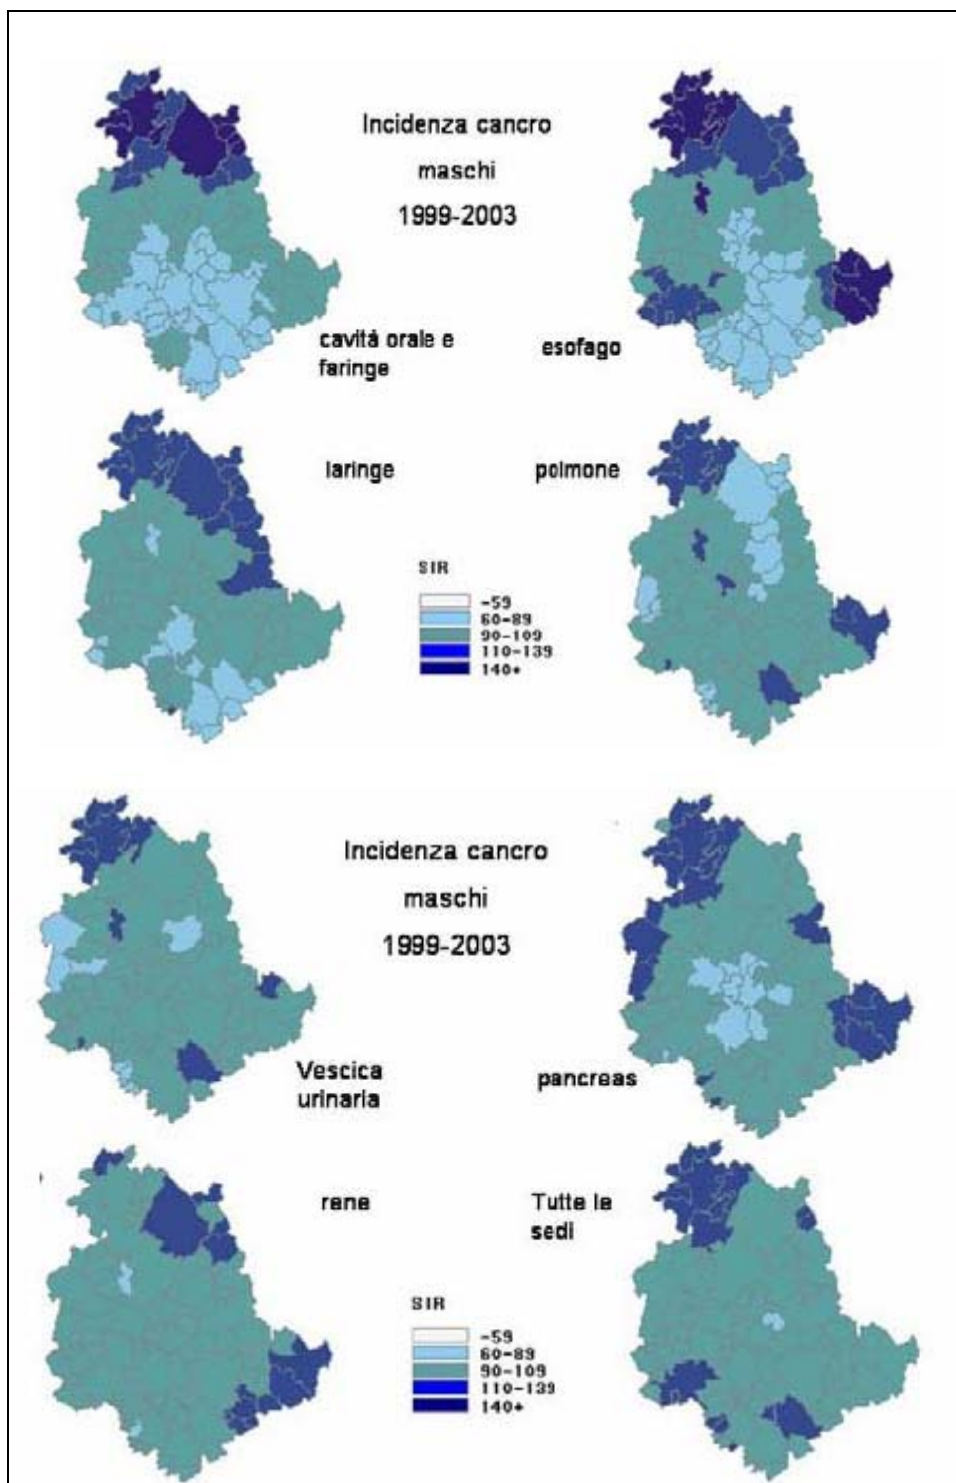 Incidenza cancro
maschi
1999-2003
cavità orale e
faringe
esofago
laringe
polmone
SIR
-59
60-89
90-109
110-139
140+
Incidenza cancro
maschi
1999-2003
Vescica
urinaria
pancreas
rene
Tutte le
sedi
SIR
-59
60-89
90-109
110-139
140+